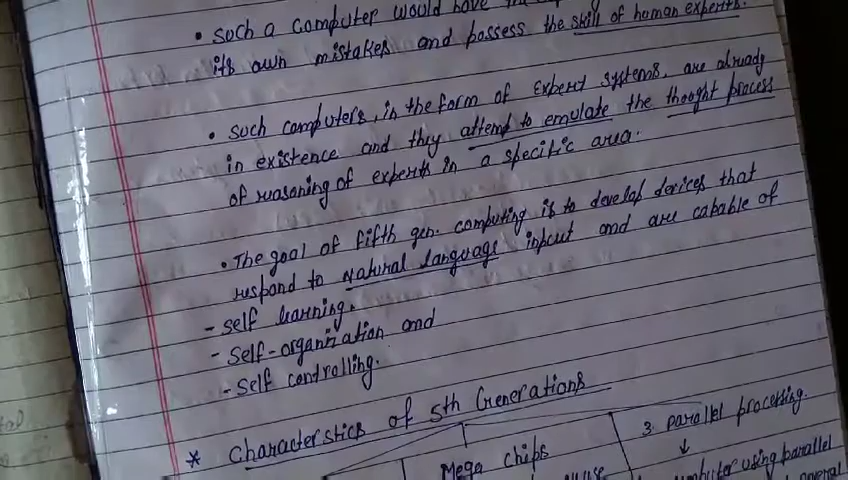 • such a computer would have the
its own mistakes and possess the skill of human experts.
• such computers, in the form of Expert systems, are already
in existence and they attempt to emulate the thought process
of reasoning of experts in a specific area.
• The goal of fifth gen. computing is to develop devices that
respond to natural language input and are capable of
- self learning.
- self-organization and
- self controlling.
* Characterstics of 5th Generations
Mega chips
3 parallel processing.
↓
computer using parallel